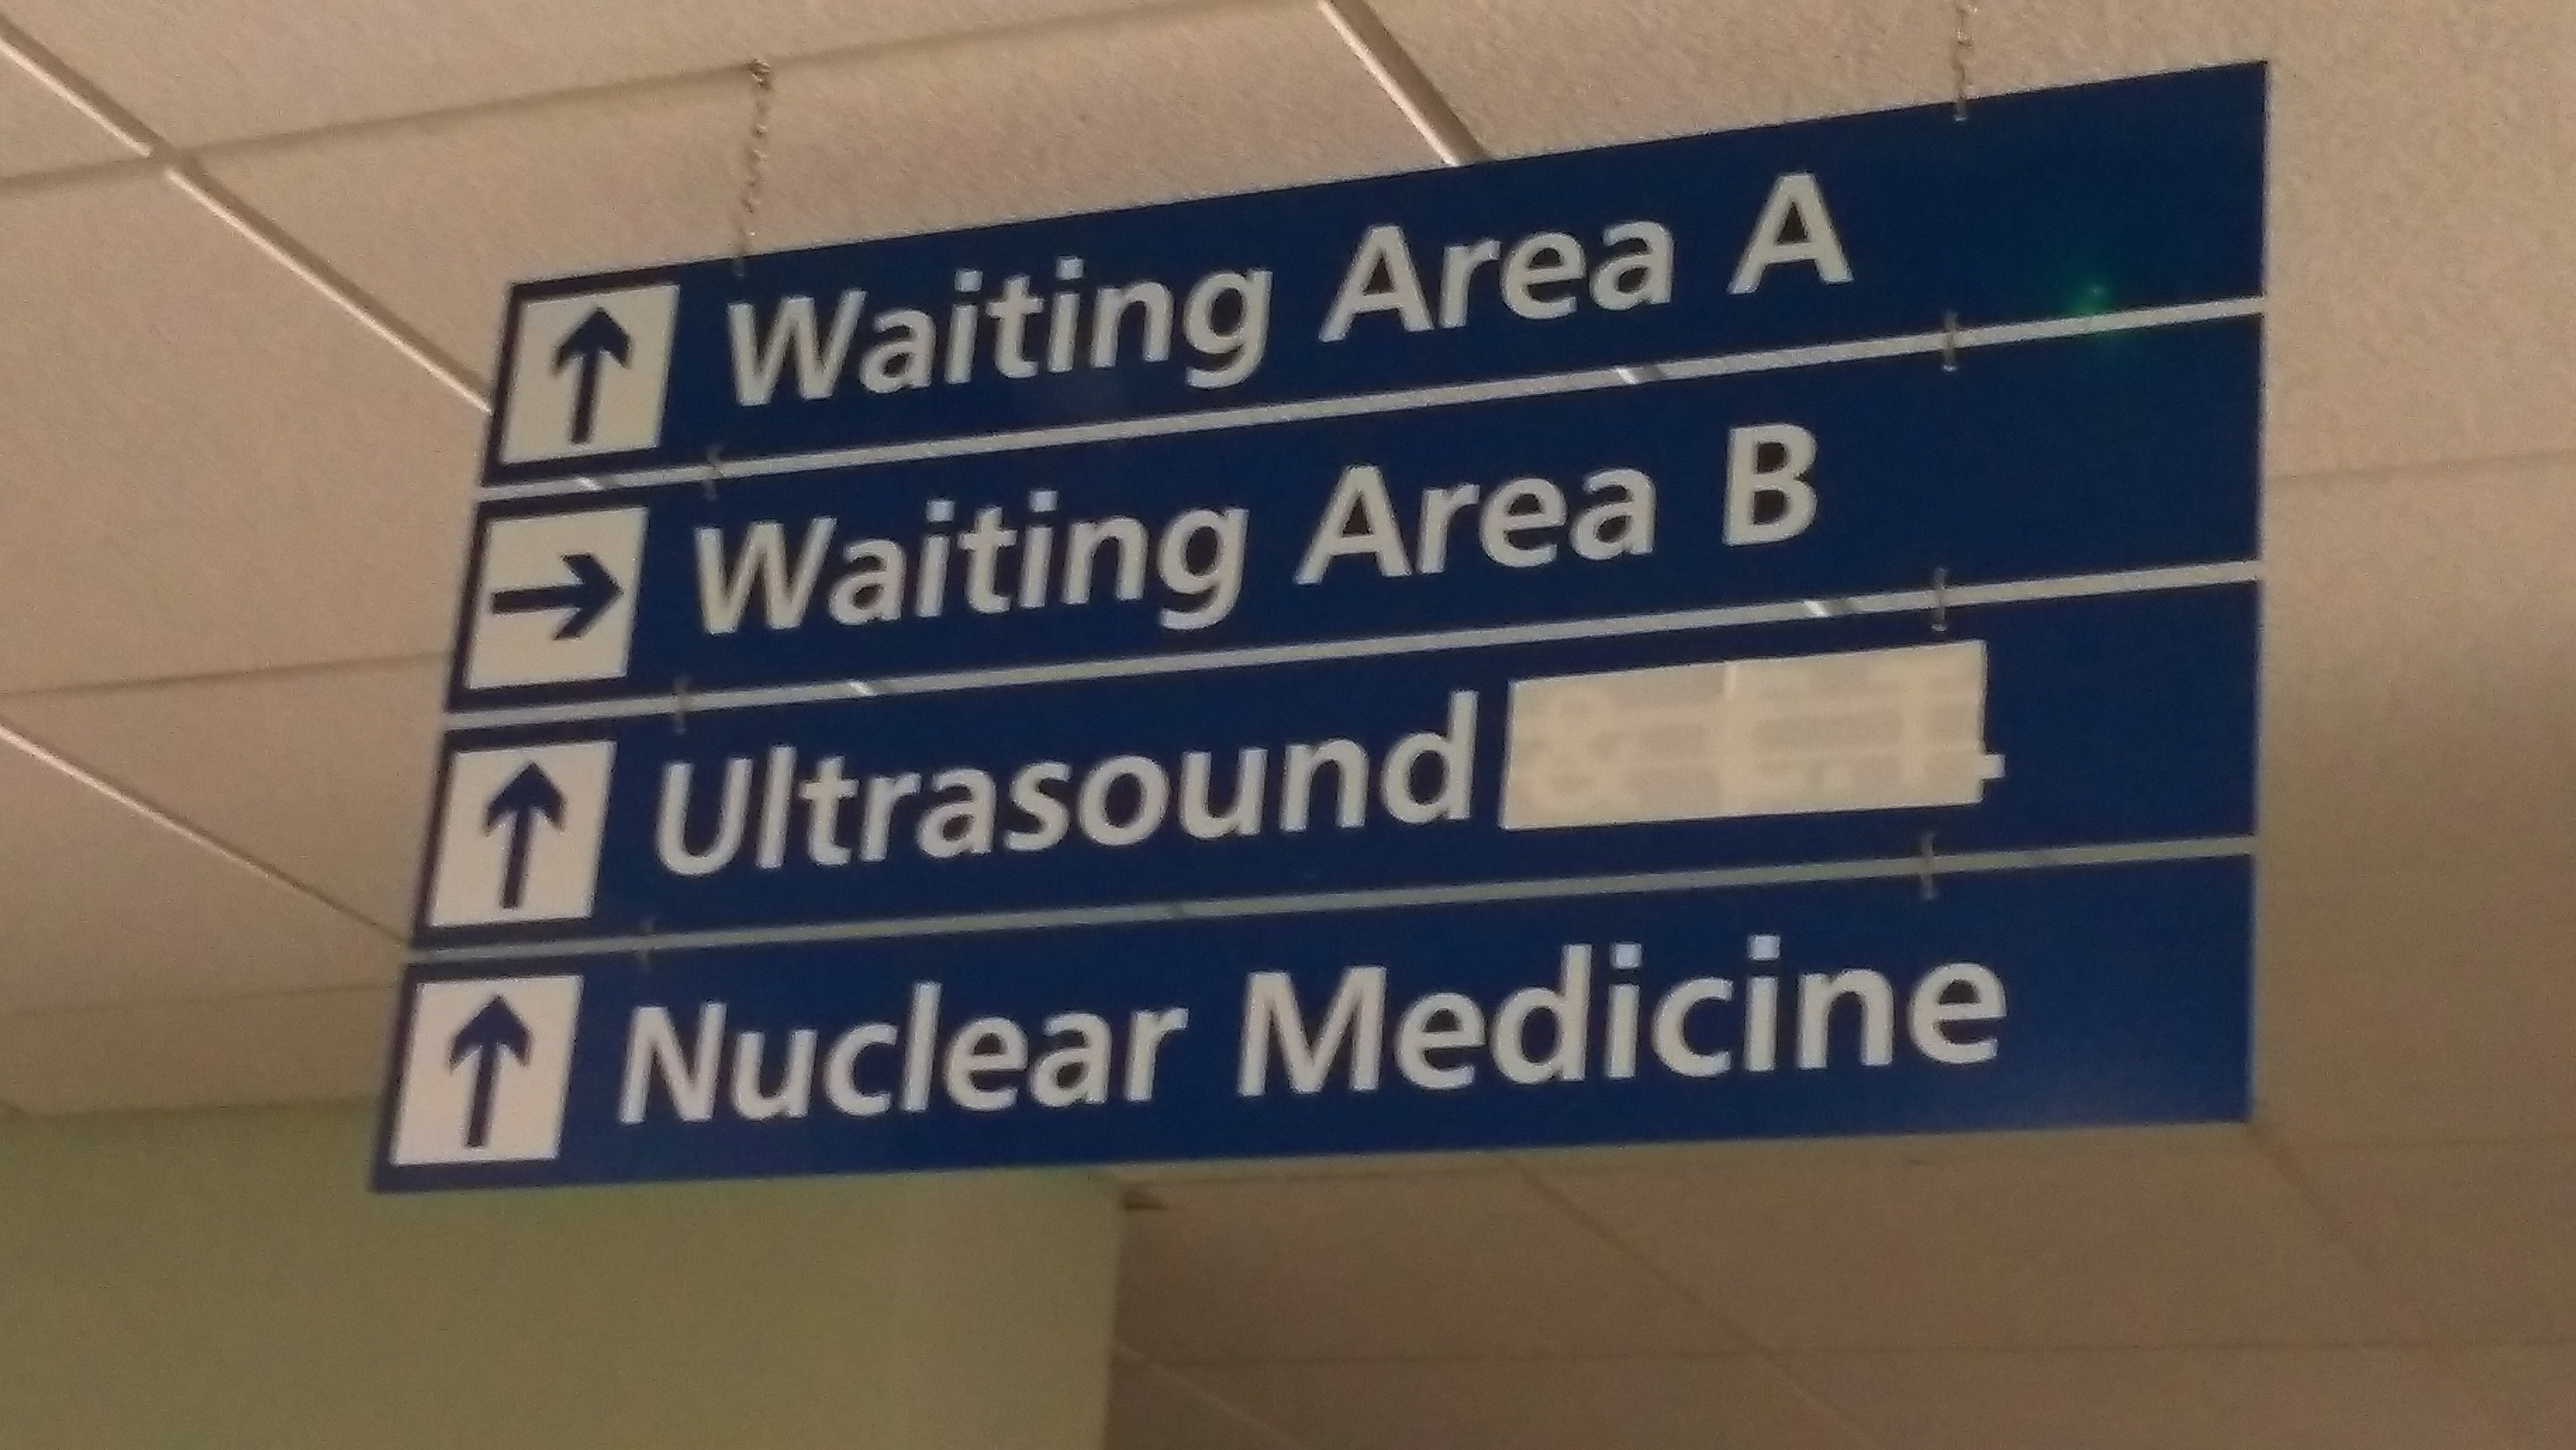 Waiting Area A
Waiting Area B
Ultrasound &
Nuclear Medicine